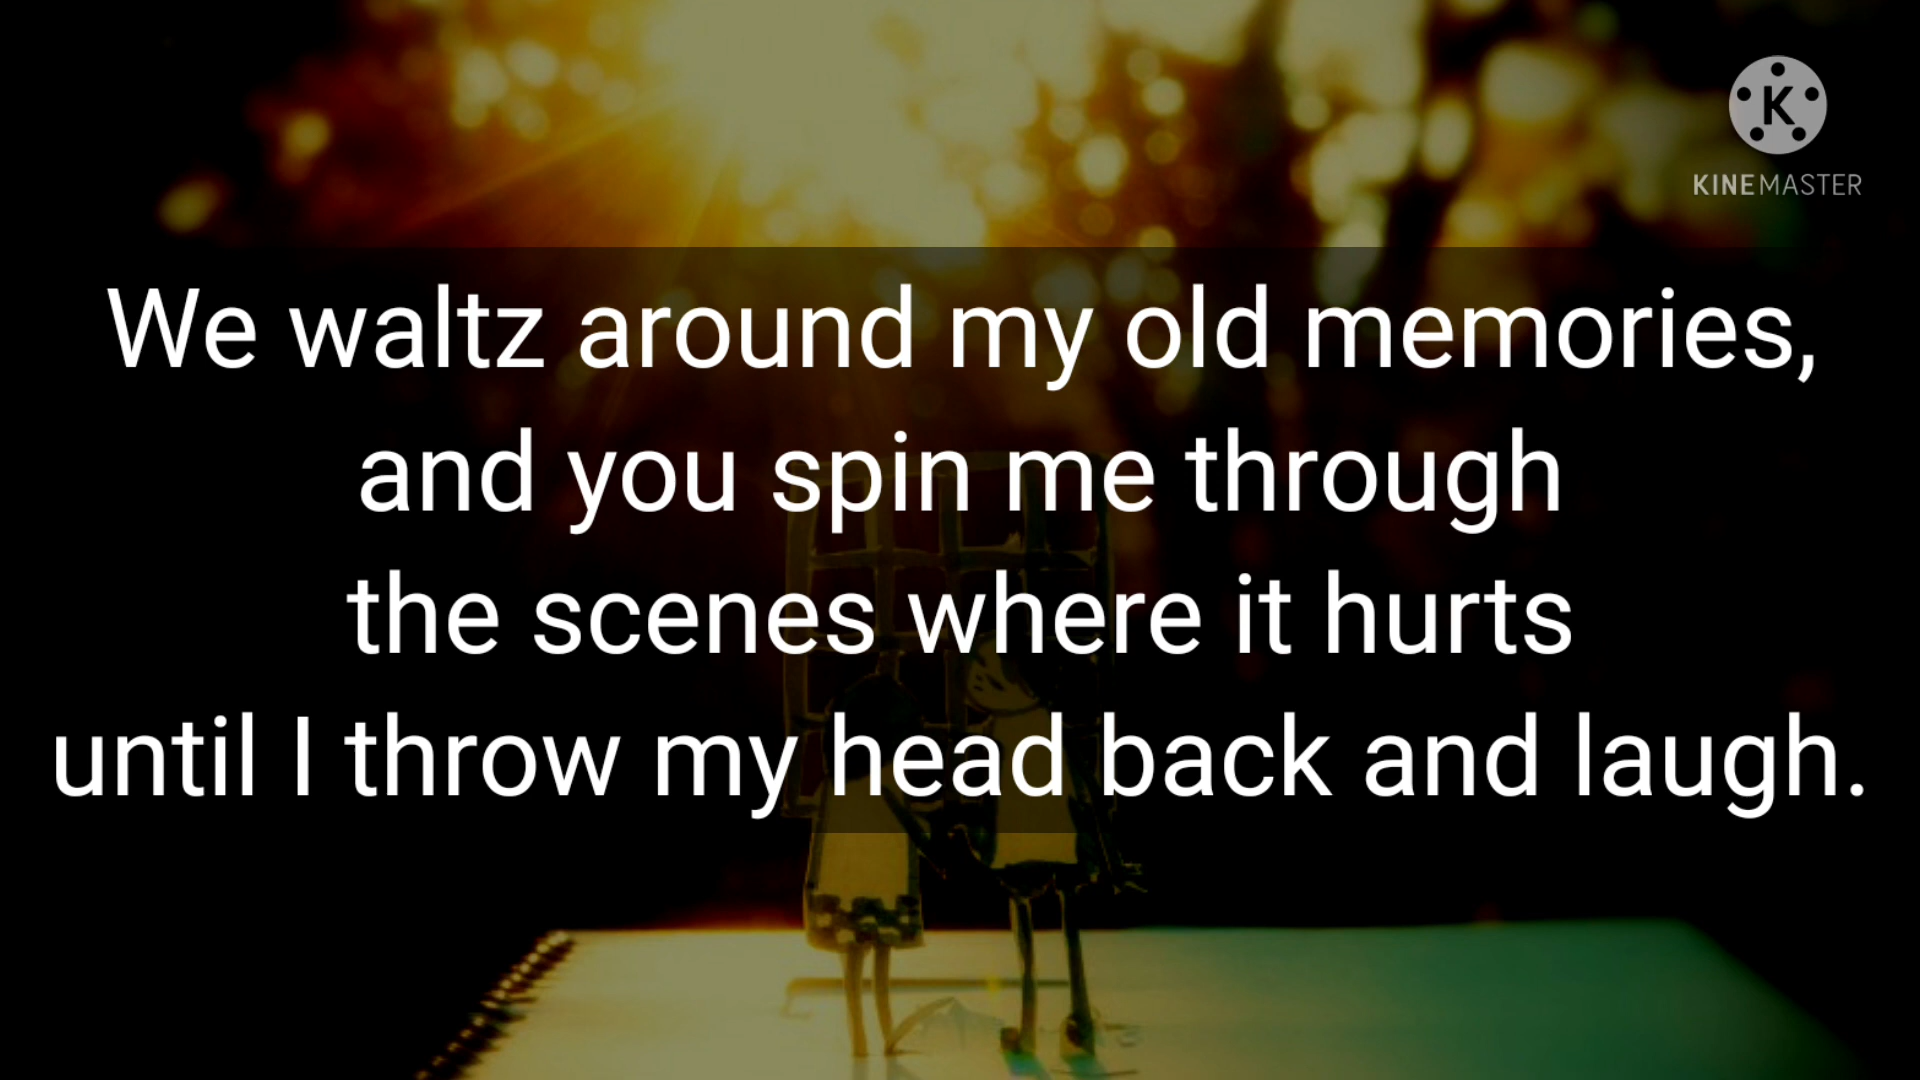 K
KINEMASTER
We waltz around my old memories,
and you spin me through
the scenes where it hurts
until I throw my head back and laugh.